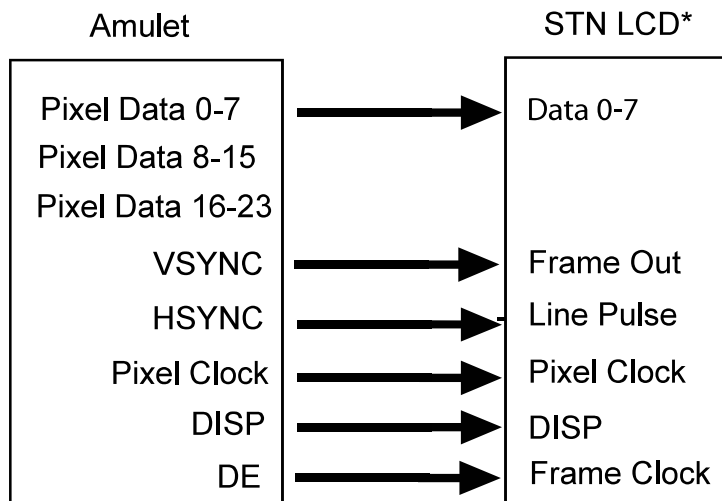 Amulet
STN LCD*
Pixel Data 0-7
Data 0-7
Pixel Data 8-15
Pixel Data 16-23
VSYNC
Frame Out
HSYNC
Line Pulse
Pixel Clock
Pixel Clock
DISP
DISP
DE
Frame Clock